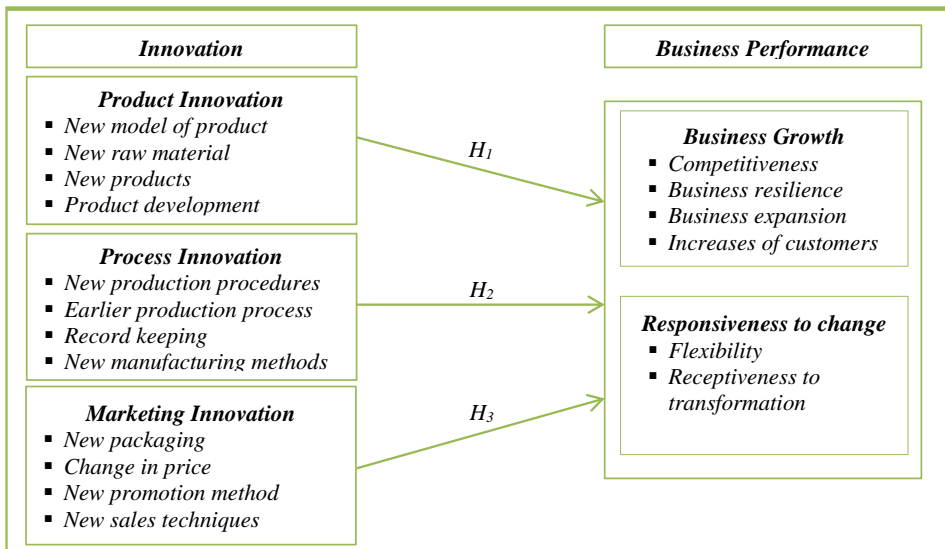 Innovation
Business Performance
Product Innovation
▪ New model of product
▪ New raw material
▪ New products
▪ Product development
H1
Business Growth
▪ Competitiveness
▪ Business resilience
▪ Business expansion
▪ Increases of customers
Process Innovation
▪ New production procedures
▪ Earlier production process
▪ Record keeping
▪ New manufacturing methods
H2
Responsiveness to change
▪ Flexibility
▪ Receptiveness to
transformation
Marketing Innovation
▪ New packaging
▪ Change in price
▪ New promotion method
▪ New sales techniques
H3